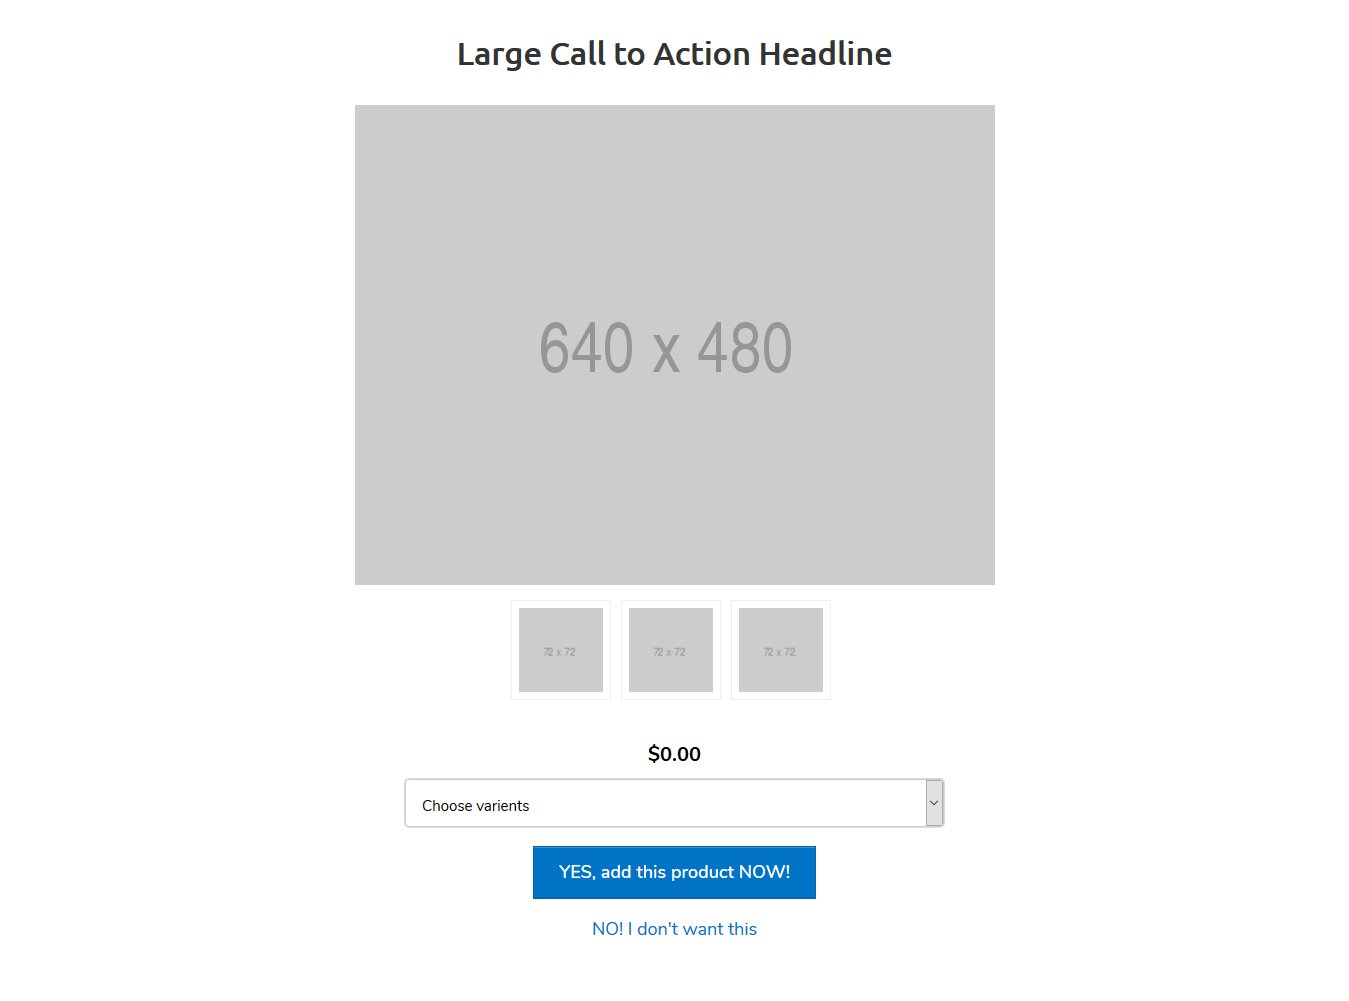 Large Call to Action Headline
640 x 480
72 x 72
72 x 72
72 x 72
$0.00
Choose varients
YES, add this product NOW!
NO! I don't want this